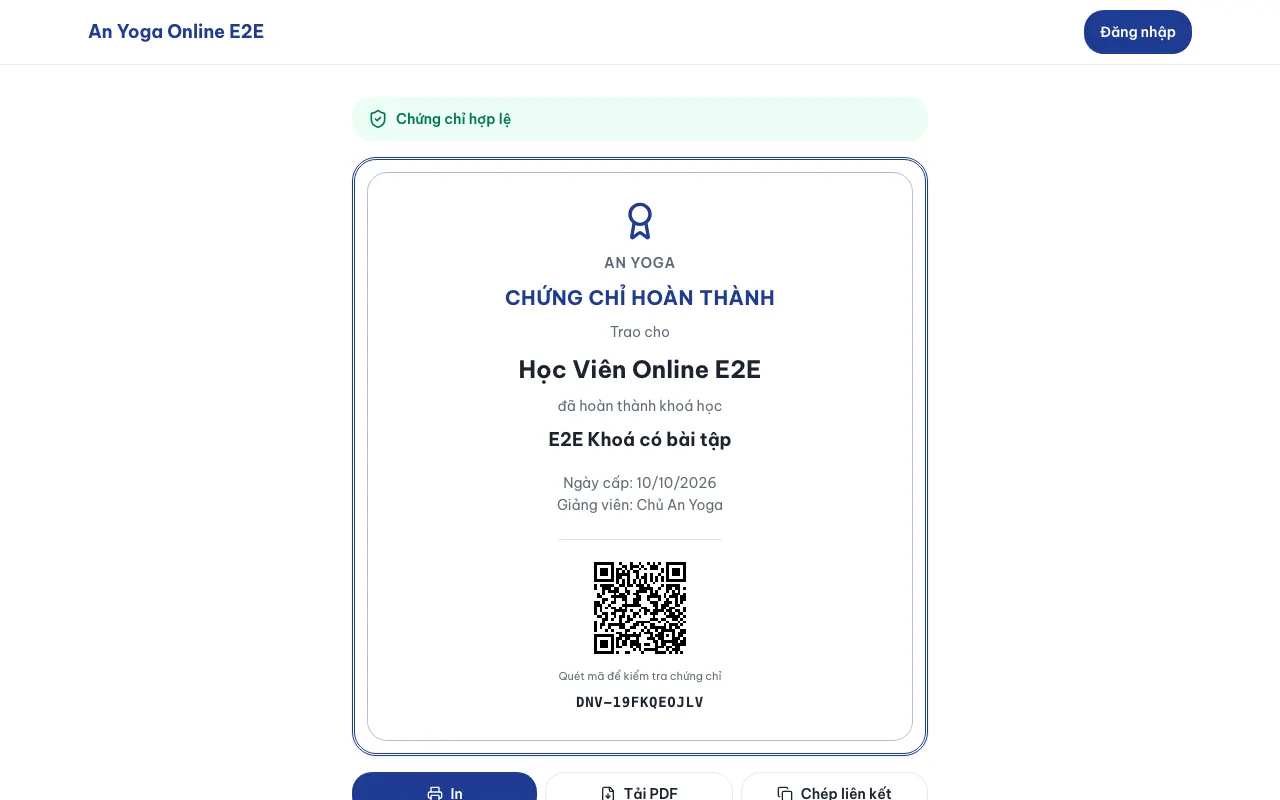 An Yoga Online E2E
Đăng nhập
Chứng chỉ hợp lệ
AN YOGA
CHỨNG CHỈ HOÀN THÀNH
Trao cho
Học Viên Online E2E
đã hoàn thành khoá học
E2E Khoá có bài tập
Ngày cấp: 10/10/2026
Giảng viên: Chủ An Yoga
Quét mã để kiểm tra chứng chỉ
DNV-19FKQEOJLV
In
Tải PDF
Chép liên kết